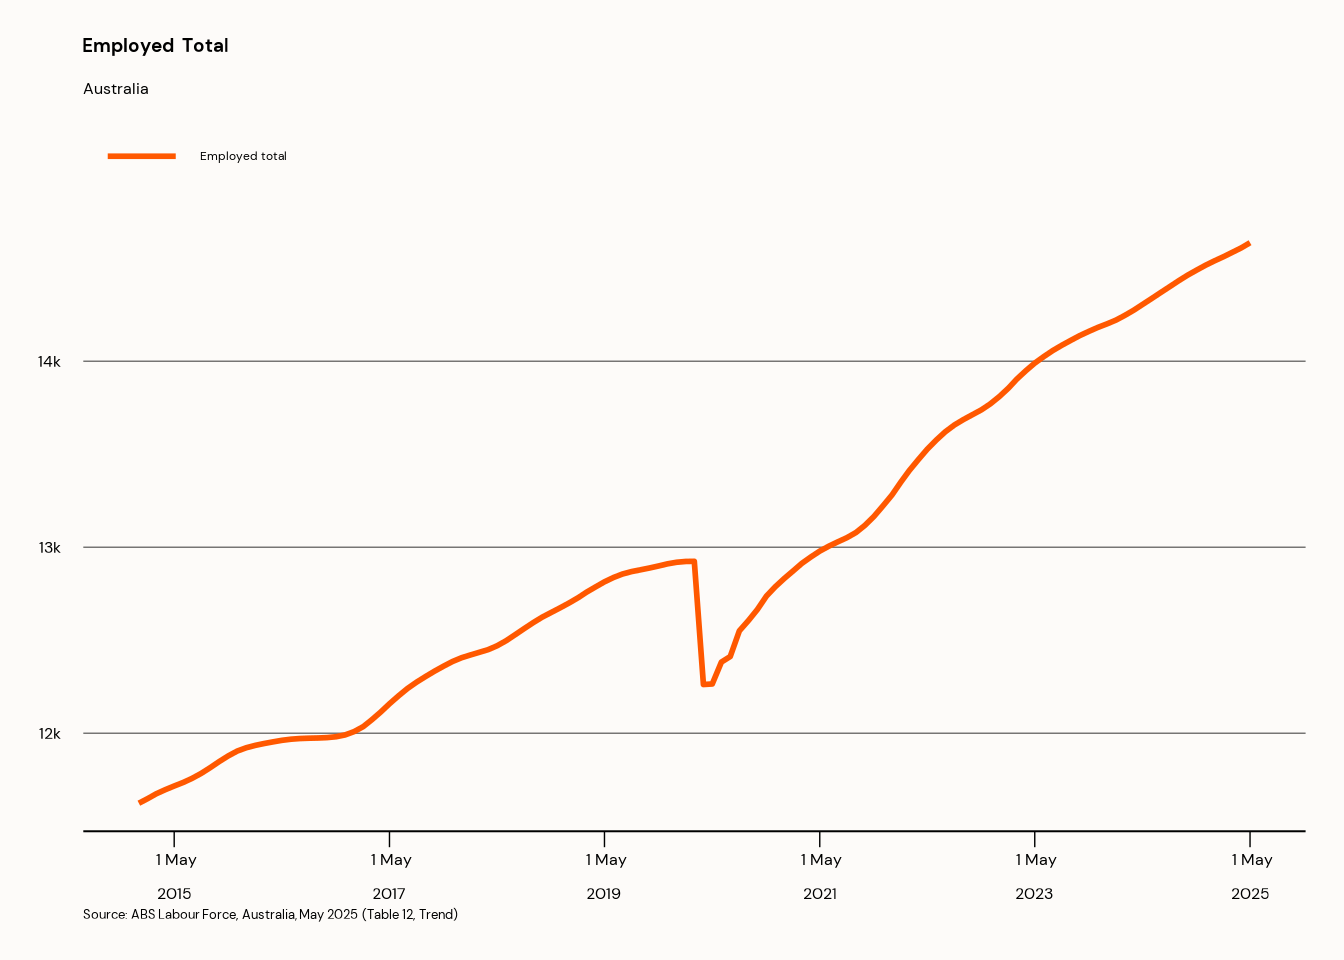 Employed Total
Australia
Employed total
14k
13k
12k
1 May 1 May 1 May 1 May 1 May 1 May
2015 2017 2019 2021 2023 2025
Source: ABS Labour Force, Australia, May 2025 (Table 12, Trend)